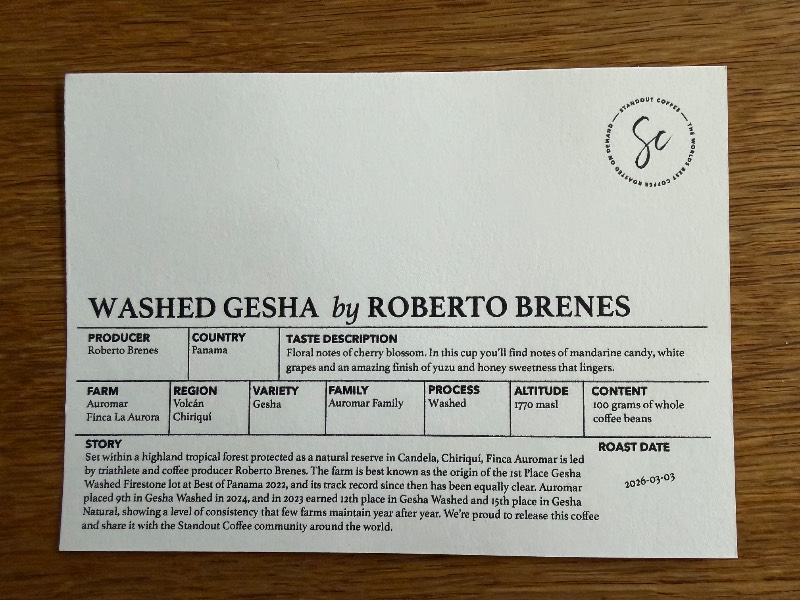 STANDOUT COFFEE — THE WORLDS BEST COFFEE ROASTED ON DEMAND —
Sc
WASHED GESHA by ROBERTO BRENES
PRODUCER
Roberto Brenes
COUNTRY
Panama
TASTE DESCRIPTION
Floral notes of cherry blossom. In this cup you'll find notes of mandarine candy, white
grapes and an amazing finish of yuzu and honey sweetness that lingers.
FARM
Auromar
Finca La Aurora
REGION
Volcán
Chiriquí
VARIETY
Gesha
FAMILY
Auromar Family
PROCESS
Washed
ALTITUDE
1770 masl
CONTENT
100 grams of whole
coffee beans
STORY
Set within a highland tropical forest protected as a natural reserve in Candela, Chiriquí, Finca Auromar is led
by triathlete and coffee producer Roberto Brenes. The farm is best known as the origin of the 1st Place Gesha
Washed Firestone lot at Best of Panama 2022, and its track record since then has been equally clear. Auromar
placed 9th in Gesha Washed in 2024, and in 2023 earned 12th place in Gesha Washed and 15th place in Gesha
Natural, showing a level of consistency that few farms maintain year after year. We're proud to release this coffee
and share it with the Standout Coffee community around the world.
ROAST DATE
2026-03-03